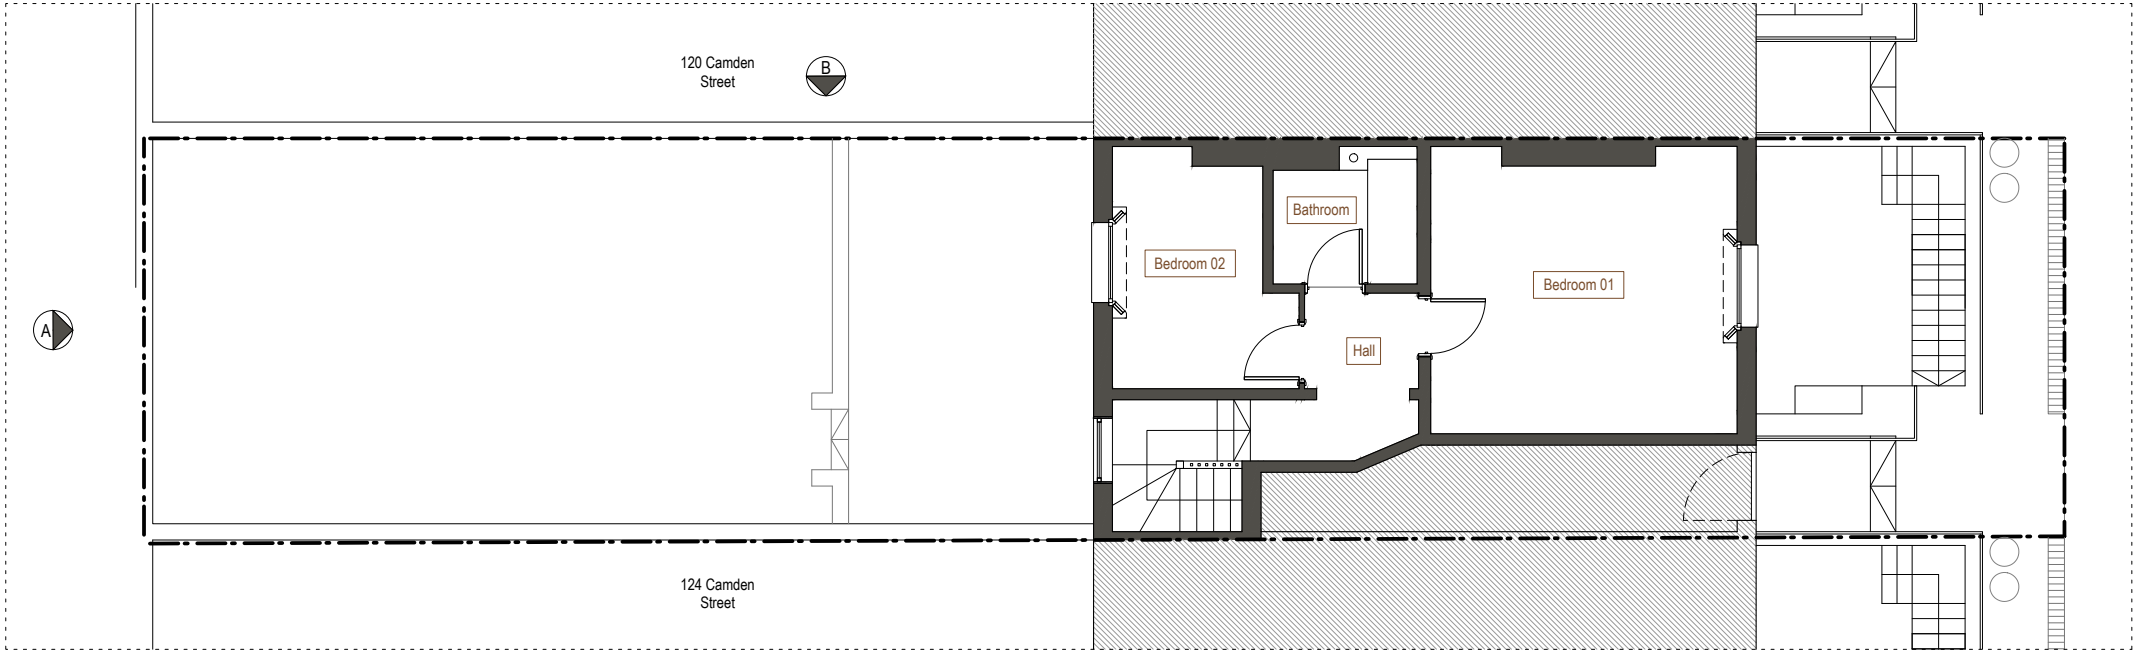 120 Camden
Street
B
Bathroom
Bedroom 02
Bedroom 01
A
Hall
124 Camden
Street